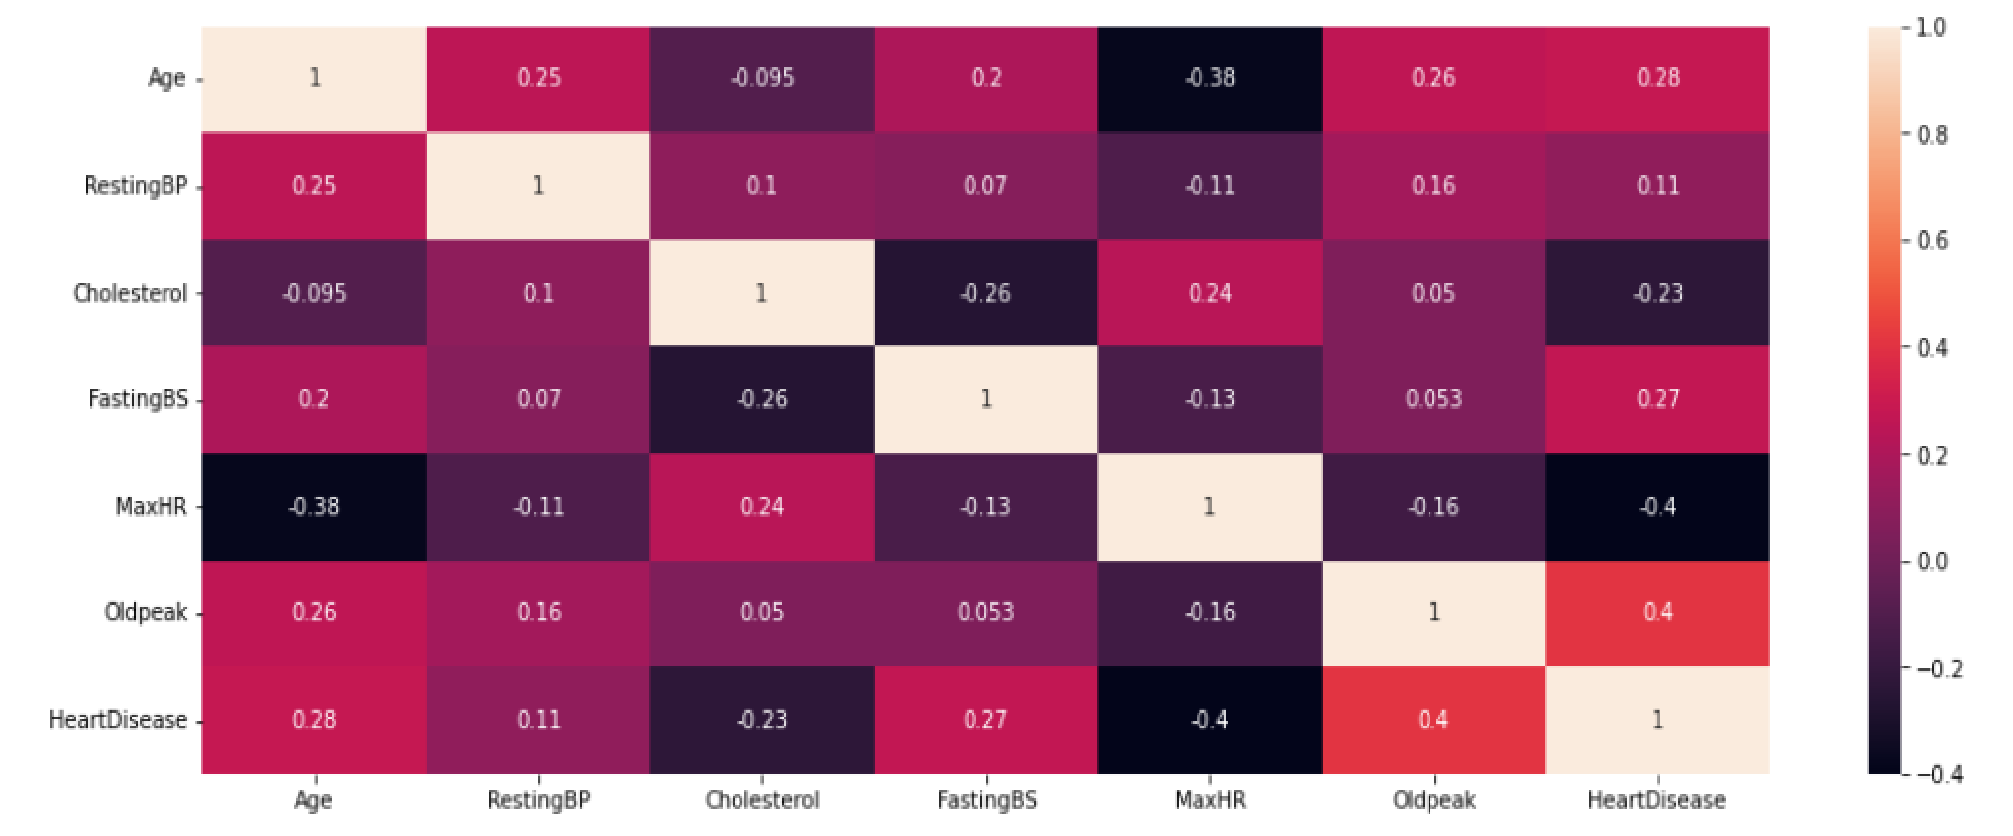 Age 1 0.25 -0.095 0.2 -0.38 0.26 0.28
RestingBP 0.25 1 0.1 0.07 -0.11 0.16 0.11
Cholesterol -0.095 0.1 1 -0.26 0.24 0.05 -0.23
FastingBS 0.2 0.07 -0.26 1 -0.13 0.053 0.27
MaxHR -0.38 -0.11 0.24 -0.13 1 -0.16 -0.4
Oldpeak 0.26 0.16 0.05 0.053 -0.16 1 0.4
HeartDisease 0.28 0.11 -0.23 0.27 -0.4 0.4 1
Age RestingBP Cholesterol FastingBS MaxHR Oldpeak HeartDisease
1.0
0.8
0.6
0.4
0.2
0.0
−0.2
−0.4